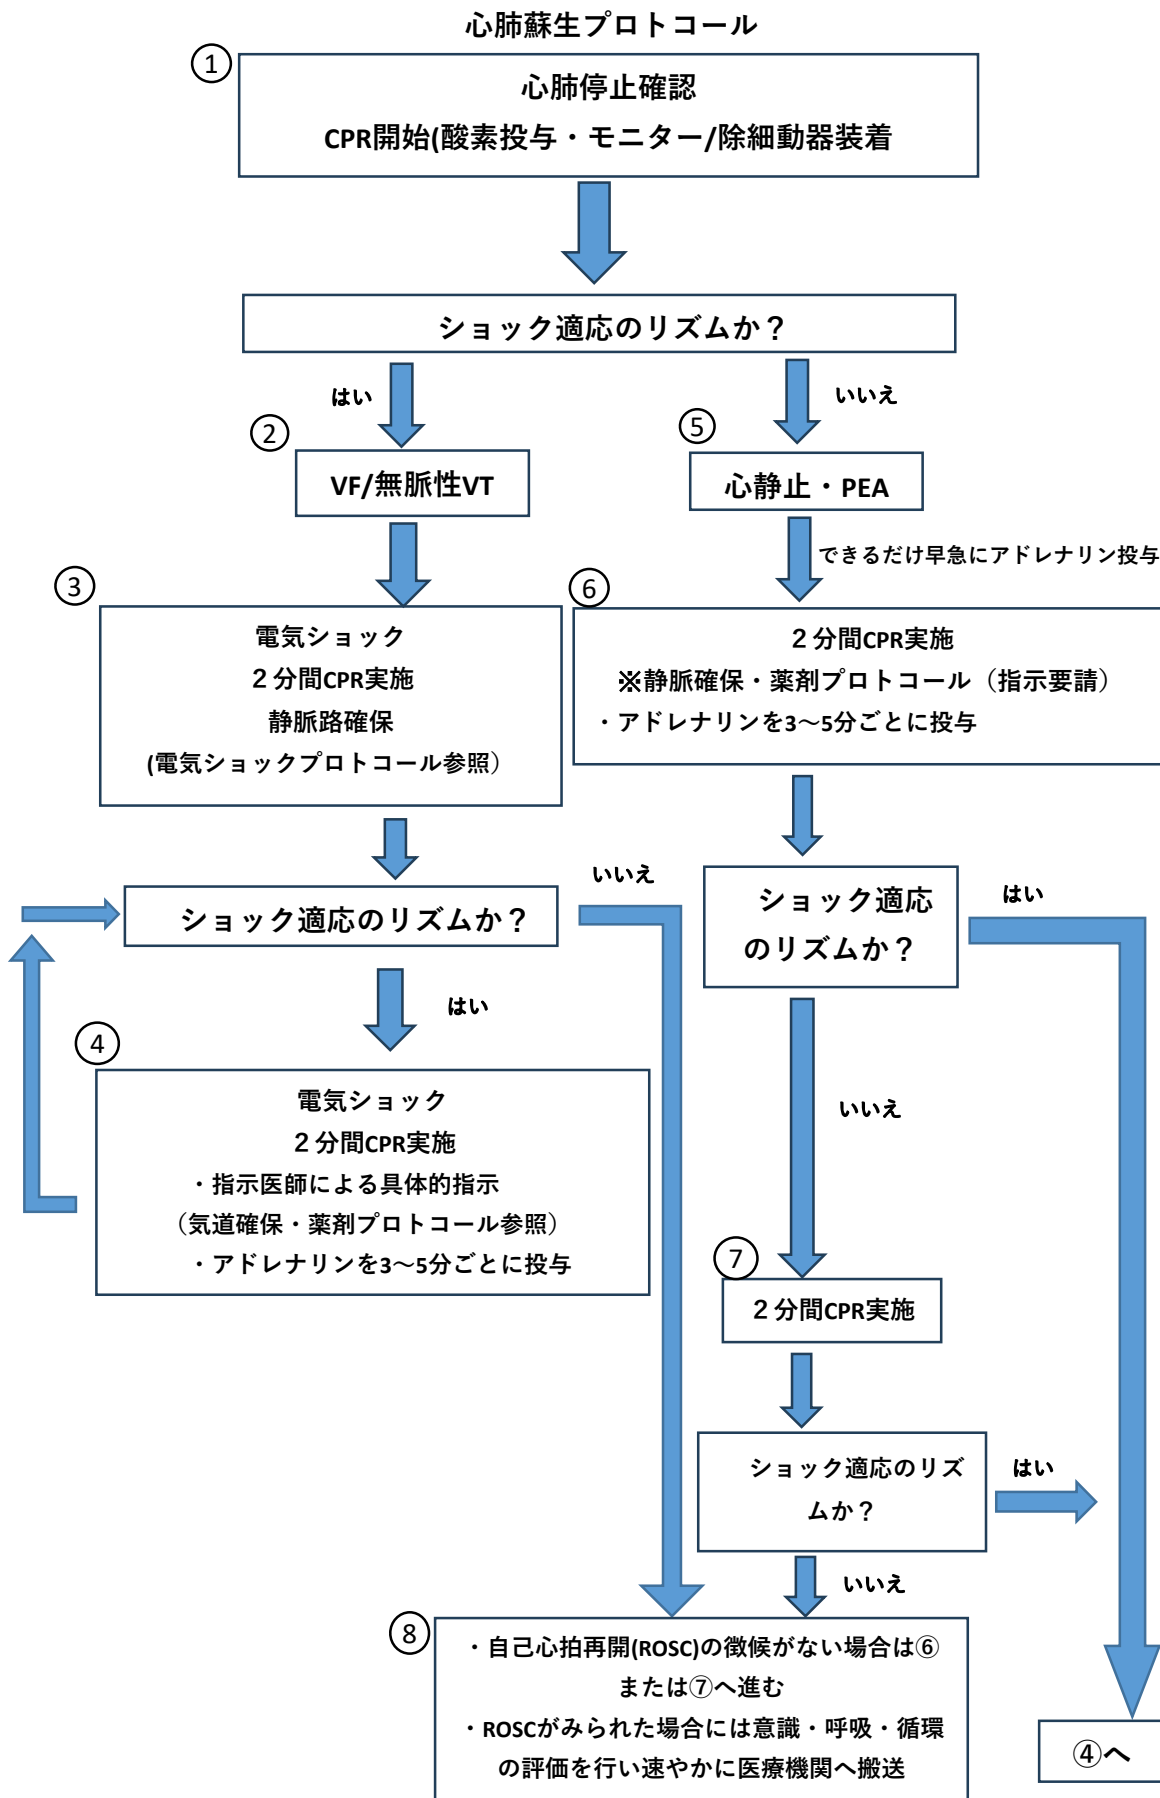 心肺蘇生プロトコール
①
心肺停止確認
CPR開始(酸素投与・モニター/除細動器装着
ショック適応のリズムか？
はい
いいえ
②
VF/無脈性VT
⑤
心静止・PEA
できるだけ早急にアドレナリン投与
③
電気ショック
２分間CPR実施
静脈路確保
(電気ショックプロトコール参照）
⑥
２分間CPR実施
※静脈確保・薬剤プロトコール（指示要請）
・アドレナリンを3～5分ごとに投与
ショック適応のリズムか？
いいえ
はい
ショック適応
のリズムか？
はい
いいえ
④
電気ショック
２分間CPR実施
・指示医師による具体的指示
（気道確保・薬剤プロトコール参照）
・アドレナリンを3～5分ごとに投与
⑦
２分間CPR実施
ショック適応のリズ
ムか？
はい
いいえ
⑧
・自己心拍再開(ROSC)の徴候がない場合は⑥
または⑦へ進む
・ROSCがみられた場合には意識・呼吸・循環
の評価を行い速やかに医療機関へ搬送
④へ